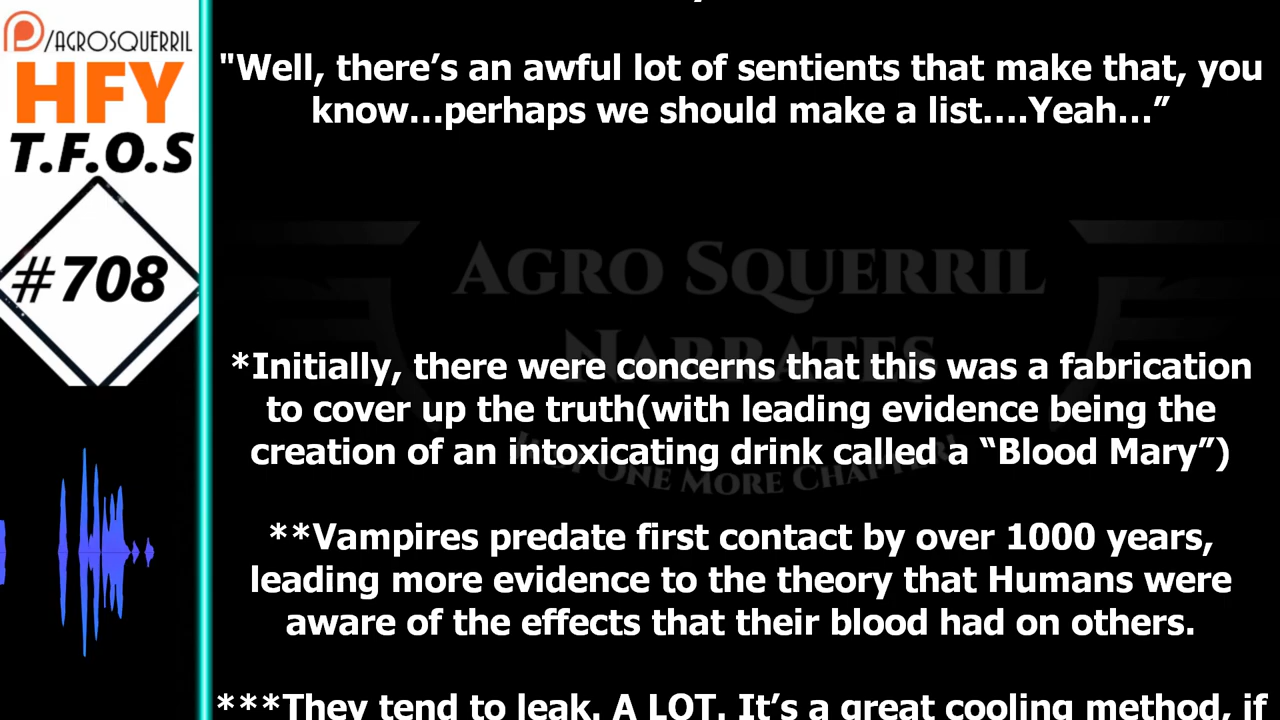 /AGROSQUERRIL
HFY
T.F.O.S
#708
"Well, there’s an awful lot of sentients that make that, you
know…perhaps we should make a list….Yeah…”
AGRO SQUERRIL
NARRATES
*Initially, there were concerns that this was a fabrication
to cover up the truth(with leading evidence being the
creation of an intoxicating drink called a “Blood Mary”)
ONE MORE CHAPTER
**Vampires predate first contact by over 1000 years,
leading more evidence to the theory that Humans were
aware of the effects that their blood had on others.
***They tend to leak. A LOT. It’s a great cooling method, if